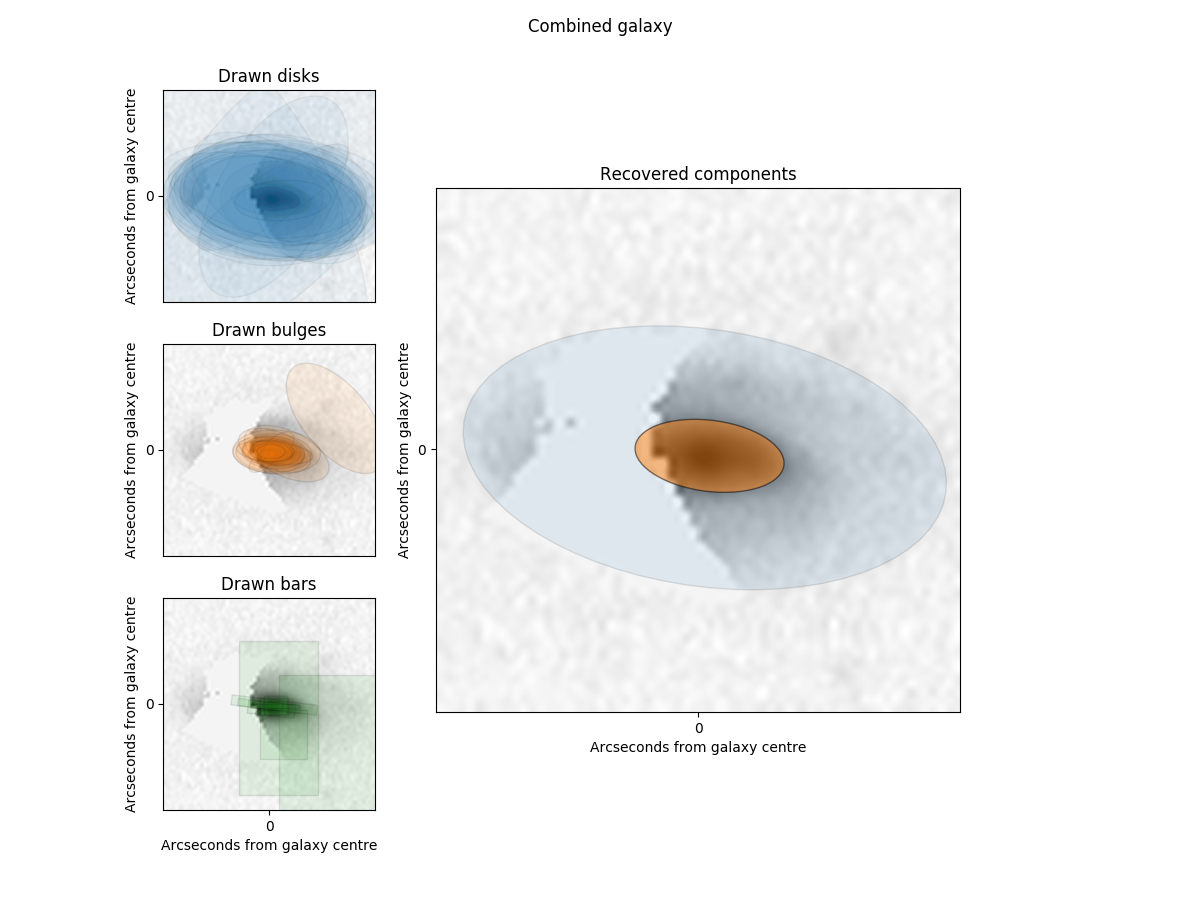 Combined galaxy
Drawn disks
Arcseconds from galaxy centre
0
Drawn bulges
Arcseconds from galaxy centre
0
Drawn bars
Arcseconds from galaxy centre
0
0
Arcseconds from galaxy centre
Recovered components
Arcseconds from galaxy centre
0
0
Arcseconds from galaxy centre